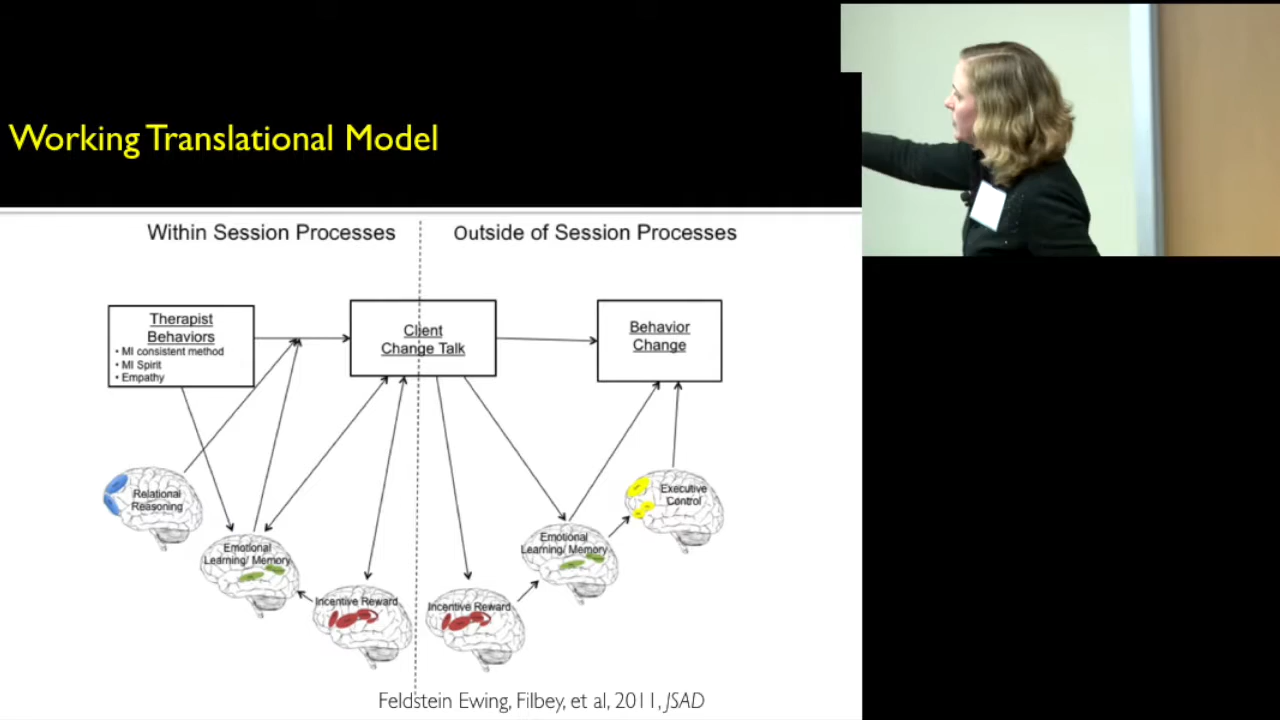 Working Translational Model
Within Session Processes
Outside of Session Processes
Therapist
Behaviors
• MI consistent method
• MI Spirit
• Empathy
Client
Change Talk
Behavior
Change
Relational
Reasoning
Emotional
Learning/ Memory
Incentive Reward
Incentive Reward
Emotional
Learning/ Memory
Executive
Control
Feldstein Ewing, Filbey, et al, 2011, JSAD